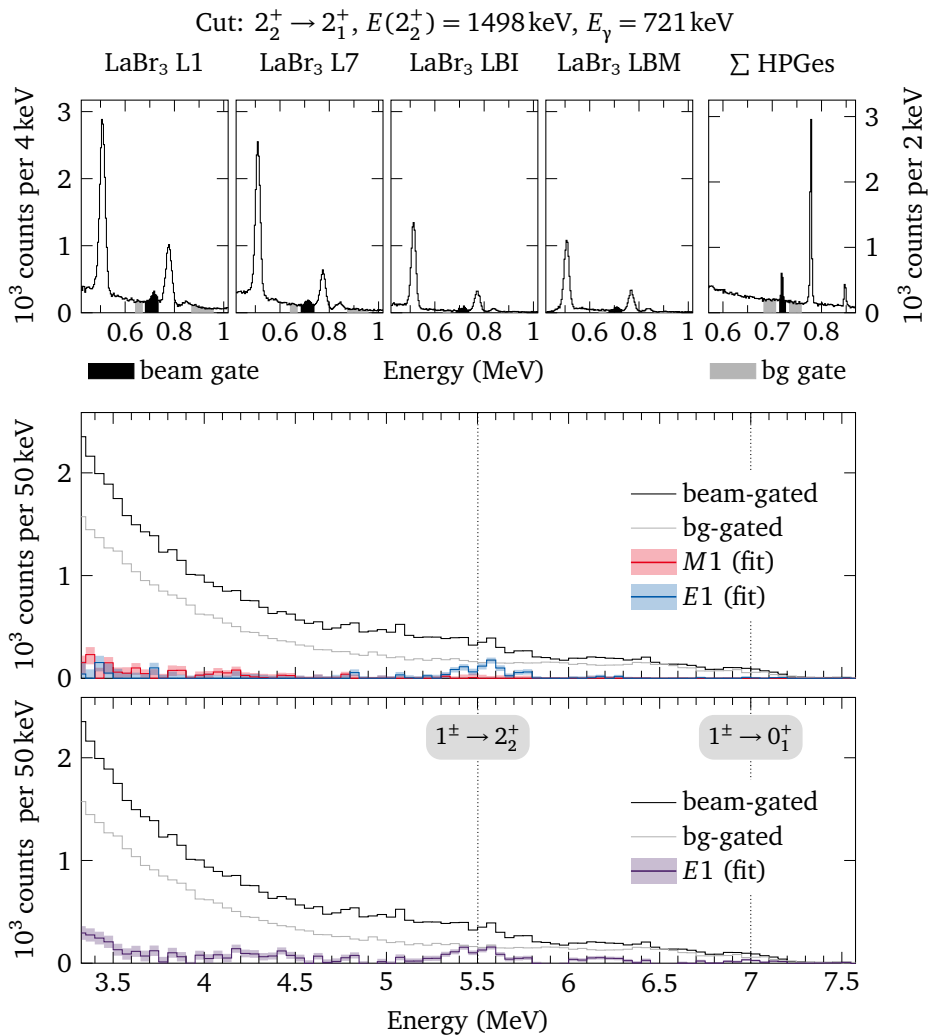 Cut: 2₂⁺ → 2₁⁺, E(2₂⁺) = 1498 keV, Eᵧ = 721 keV
LaBr₃ L1 LaBr₃ L7 LaBr₃ LBI LaBr₃ LBM ∑ HPGes
10³ counts per 4 keV
3
2
1
0
3
2
1
0
10³ counts per 2 keV
0.6 0.8 1 0.6 0.8 1 0.6 0.8 1 0.6 0.8 1 0.6 0.7 0.8
beam gate Energy (MeV) bg gate
10³ counts per 50 keV
2
1
0
beam-gated
bg-gated
M1 (fit)
E1 (fit)
10³ counts per 50 keV
2
1
0
1± → 2₂⁺ 1± → 0₁⁺
beam-gated
bg-gated
E1 (fit)
3.5 4 4.5 5 5.5 6 6.5 7 7.5
Energy (MeV)